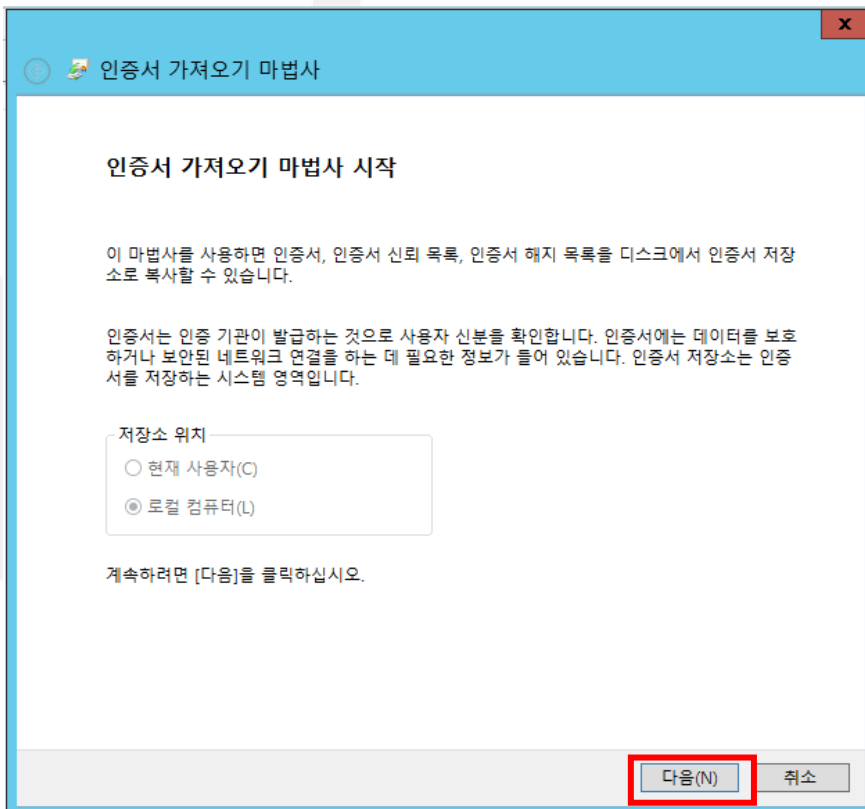 x
인증서 가져오기 마법사
인증서 가져오기 마법사 시작
이 마법사를 사용하면 인증서, 인증서 신뢰 목록, 인증서 해지 목록을 디스크에서 인증서 저장
소로 복사할 수 있습니다.
인증서는 인증 기관이 발급하는 것으로 사용자 신분을 확인합니다. 인증서에는 데이터를 보호
하거나 보안된 네트워크 연결을 하는 데 필요한 정보가 들어 있습니다. 인증서 저장소는 인증
서를 저장하는 시스템 영역입니다.
저장소 위치
현재 사용자(C)
로컬 컴퓨터(L)
계속하려면 [다음]을 클릭하십시오.
다음(N) 취소